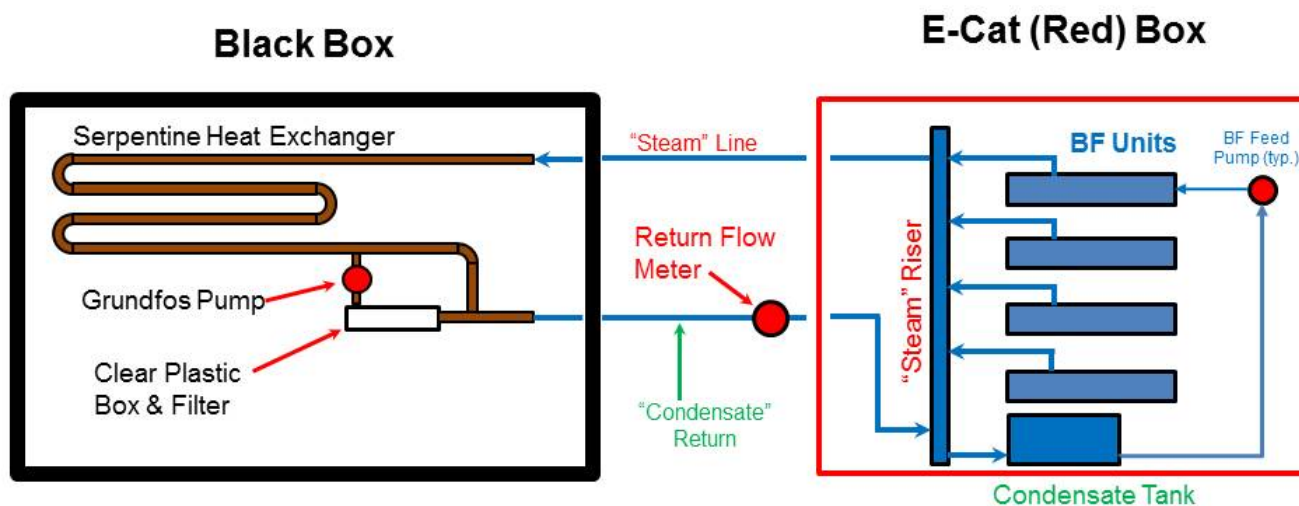 Black Box
E-Cat (Red) Box
Serpentine Heat Exchanger
Grundfos Pump
Clear Plastic
Box & Filter
“Steam” Line
Return Flow
Meter
“Condensate”
Return
“Steam” Riser
BF Units
BF Feed
Pump (typ.)
Condensate Tank